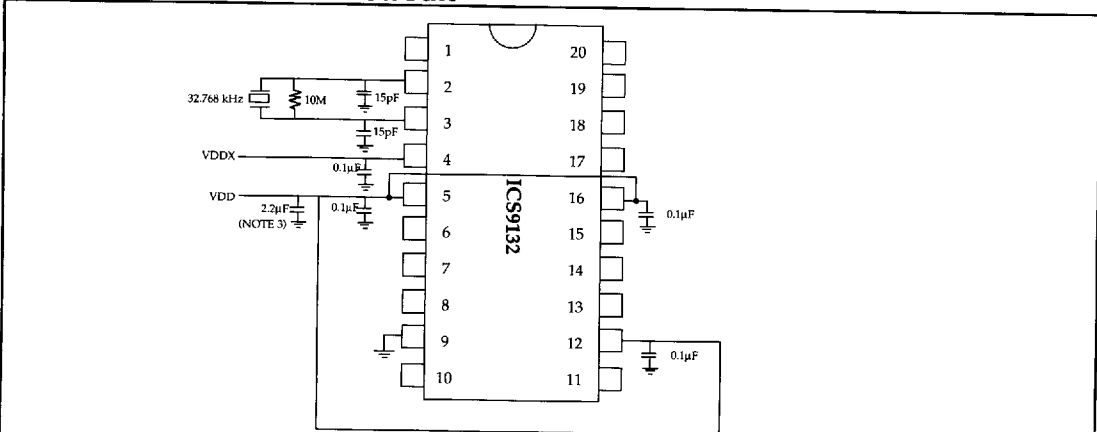 1 20
2 19
32.768 kHz 10M 15pF
3 18
15pF
VDDX 4 17
0.1µF
VDD 5 16
2.2µF 0.1µF 0.1µF
(NOTE 3)
ICS9132
6 15
7 14
8 13
9 12
0.1µF
10 11